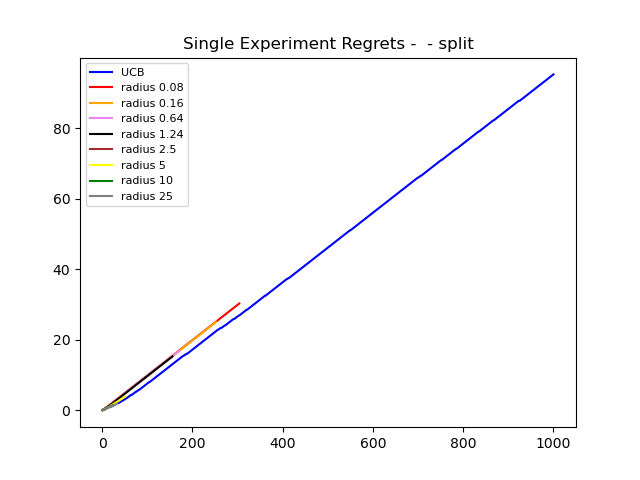 Single Experiment Regrets -  - split
UCB
radius 0.08
radius 0.16
radius 0.64
radius 1.24
radius 2.5
radius 5
radius 10
radius 25
80
60
40
20
0
0 200 400 600 800 1000